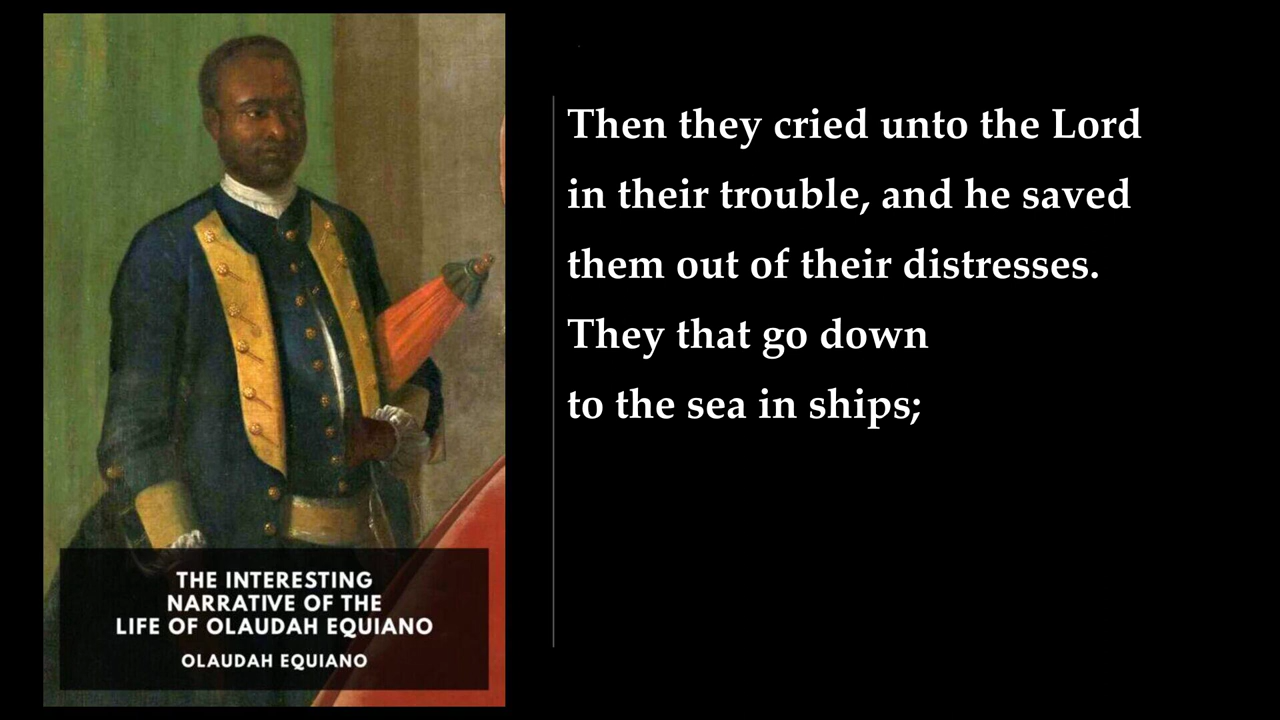 THE INTERESTING
NARRATIVE OF THE
LIFE OF OLAUDAH EQUIANO
OLAUDAH EQUIANO
Then they cried unto the Lord
in their trouble, and he saved
them out of their distresses.
They that go down
to the sea in ships;